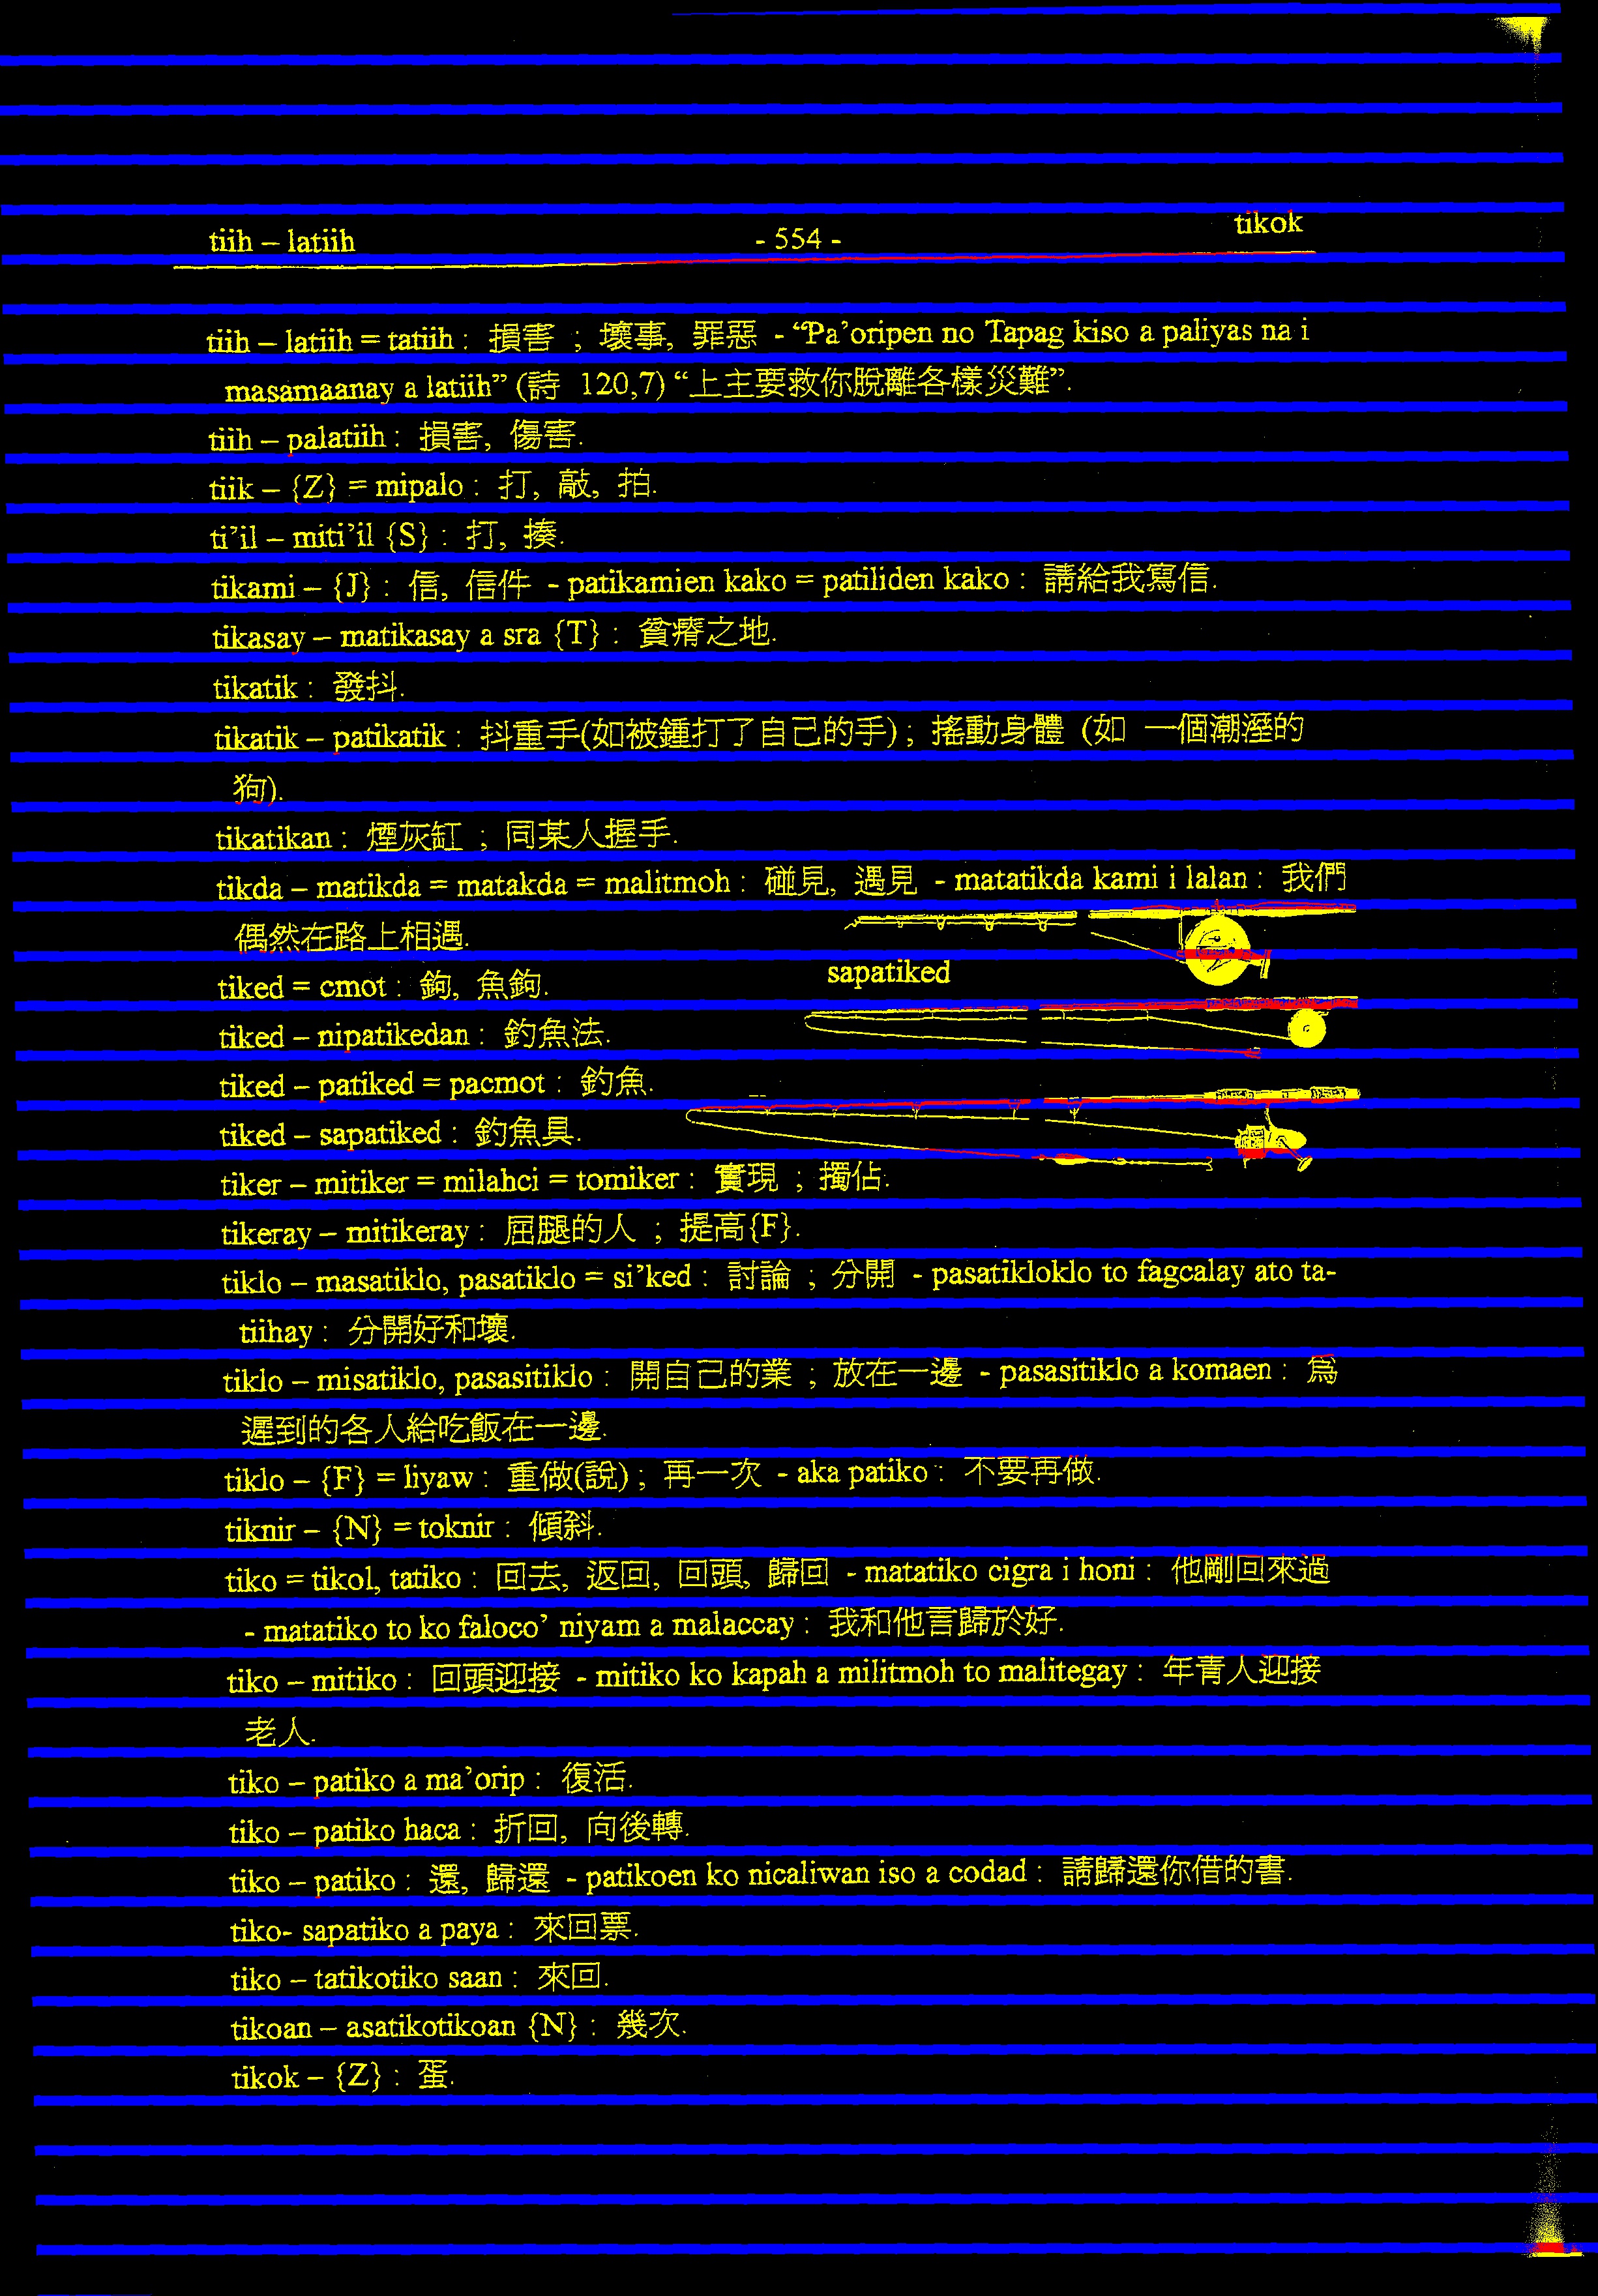 tiih – latiih - 554 - tikok
tiih – latiih = tatiih : 損害 ; 壞事, 罪惡 - “Pa’oripen no Tapag kiso a paliyas na i
masamaanay a latiih” (詩 120,7) “上主要救你脫離各樣災難”.
tiih – palatiih : 損害, 傷害.
tiik – {Z} = mipalo : 打, 敲, 拍.
ti’il – miti’il {S} : 打, 揍.
tikami – {J} : 信, 信件 - patikamien kako = patiliden kako : 請給我寫信.
tikasay – matikasay a sra {T} : 貧瘠之地.
tikatik : 發抖.
tikatik – patikatik : 抖重手(如被鍾打了自己的手) ; 搖動身體 (如 一個潮溼的
狗).
tikatikan : 煙灰缸 ; 同某人握手.
tikda – matikda = matakda = malitmoh : 碰見, 遇見 - matatikda kami i lalan : 我們
偶然在路上相遇.
tiked = cmot : 鉤, 魚鉤.
sapatiked
tiked – nipatikedan : 釣魚法.
tiked – patiked = pacmot : 釣魚.
tiked – sapatiked : 釣魚具.
tiker – mitiker = milahci = tomiker : 實現 ; 獨佔.
tikeray – mitikeray : 屈腿的人 ; 提高{F}.
tiklo – masatiklo, pasatiklo = si’ked : 討論 ; 分開 - pasatikloklo to fagcalay ato ta-
tiihay : 分開好和壞.
tiklo – misatiklo, pasasitiklo : 開自己的業 ; 放在一邊 - pasasitiklo a komaen : 為
遲到的各人給吃飯在一邊.
tiklo – {F} = liyaw : 重做(說) ; 再一次 - aka patiko : 不要再做.
tiknir – {N} = toknir : 傾斜.
tiko = tikol, tatiko : 回去, 返回, 回頭, 歸回 - matatiko cigra i honi : 他剛回來過
- matatiko to ko faloco’ niyam a malaccay : 我和他言歸於好.
tiko – mitiko : 回頭迎接 - mitiko ko kapah a militmoh to malitegay : 年青人迎接
老人.
tiko – patiko a ma’orip : 復活.
tiko – patiko haca : 折回, 向後轉.
tiko – patiko : 還, 歸還 - patikoen ko nicaliwan iso a codad : 請歸還你借的書.
tiko- sapatiko a paya : 來回票.
tiko – tatikotiko saan : 來回.
tikoan – asatikotikoan {N} : 幾次.
tikok – {Z} : 蛋.